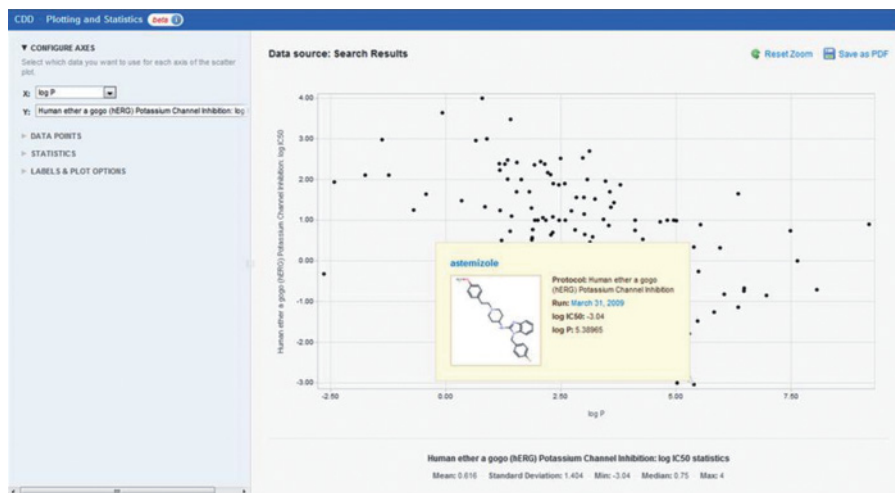 CDD · Plotting and Statistics beta
▼ CONFIGURE AXES
Select which data you want to use for each axis of the scatter
plot.
X: log P
Y: Human ether a gogo (hERG) Potassium Channel Inhibition: log
▷ DATA POINTS
▷ STATISTICS
▷ LABELS & PLOT OPTIONS
Data source: Search Results
Reset Zoom
Save as PDF
Human ether a gogo (hERG) Potassium Channel Inhibition: log IC50
4.00
3.00
2.00
1.00
0.00
-1.00
-2.00
-3.00
-2.50
0.00
2.50
5.00
7.50
log P
astemizole
Protocol: Human ether a gogo
(hERG) Potassium Channel Inhibition
Run: March 31, 2009
log IC50: -3.04
log P: 5.38965
Human ether a gogo (hERG) Potassium Channel Inhibition: log IC50 statistics
Mean: 0.616 · Standard Deviation: 1.404 · Min: -3.04 · Median: 0.75 · Max: 4